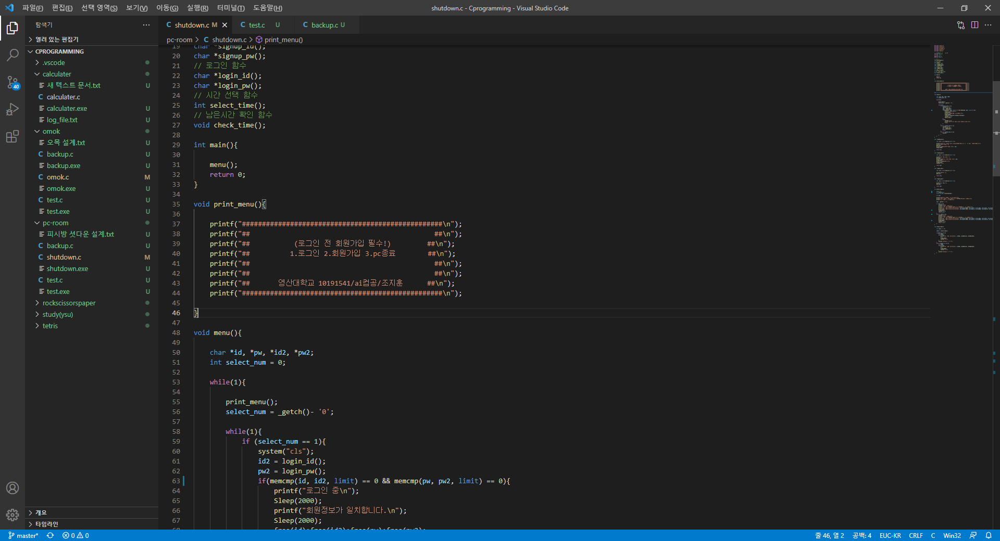 파일(F) 편집(E) 선택 영역(S) 보기(V) 이동(G) 실행(R) 터미널(T) 도움말(H)
shutdown.c - Cprogramming - Visual Studio Code
탐색기
열려 있는 편집기
CPROGRAMMING
.vscode
calculater
새 텍스트 문서.txt U
calculater.c
calculater.exe U
log_file.txt U
omok
오목 설계.txt U
backup.c U
backup.exe U
omok.c M
omok.exe U
test.c U
test.exe U
pc-room
피시방 셧다운 설계.txt U
backup.c U
shutdown.c M
shutdown.exe U
test.c U
test.exe U
rockscissorspaper
study(ysu)
tetris
개요
타임라인
40
C shutdown.c M C test.c U C backup.c U
pc-room > C shutdown.c > print_menu()
19 char *signup_id();
20 char *signup_pw();
21 // 로그인 함수
22 char *login_id();
23 char *login_pw();
24 // 시간 선택 함수
25 int select_time();
26 // 남은시간 확인 함수
27 void check_time();
28
29 int main(){
30
31 menu();
32 return 0;
33 }
34
35 void print_menu(){
36
37 printf("##################################################\n");
38 printf("## ##\n");
39 printf("## (로그인 전 회원가입 필수!) ##\n");
40 printf("## 1.로그인 2.회원가입 3.pc종료 ##\n");
41 printf("## ##\n");
42 printf("## ##\n");
43 printf("## 영산대학교 10191541/ai컴공/조지훈 ##\n");
44 printf("##################################################\n");
45
46 }
47
48 void menu(){
49
50 char *id, *pw, *id2, *pw2;
51 int select_num = 0;
52
53 while(1){
54
55 print_menu();
56 select_num = _getch()- '0';
57
58 while(1){
59 if (select_num == 1){
60 system("cls");
61 id2 = login_id();
62 pw2 = login_pw();
63 if(memcmp(id, id2, limit) == 0 && memcmp(pw, pw2, limit) == 0){
64 printf("로그인 중\n");
65 Sleep(2000);
66 printf("회원정보가 일치합니다.\n");
67 Sleep(2000);
68 free(id);free(id2);free(pw);free(pw2);
master* 0 0
줄 46, 열 2 공백: 4 EUC-KR CRLF C Win32